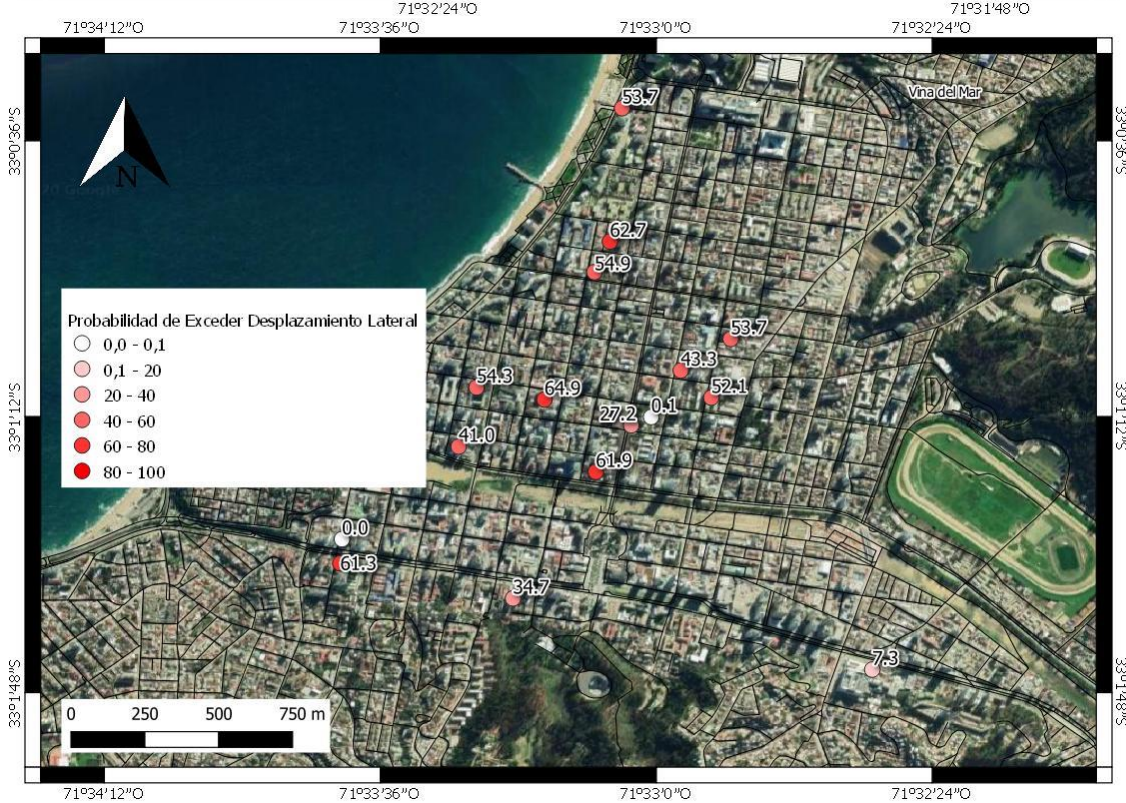 71°32'24"O 71°31'48"O
71°34'12"O 71°33'36"O 71°33'0"O 71°32'24"O
53.7
Vina del Mar
33°0'36"S 33°0'36"S
N
62.7
54.9
Probabilidad de Exceder Desplazamiento Lateral
0,0 - 0,1
0,1 - 20
20 - 40
40 - 60
60 - 80
80 - 100
53.7
43.3
54.3
64.9
52.1
27.2
0.1
33°1'12"S 33°1'12"S
41.0
61.9
0.0
61.3
34.7
7.3
33°1'48"S 33°1'48"S
0 250 500 750 m
71°34'12"O 71°33'36"O 71°33'0"O 71°32'24"O